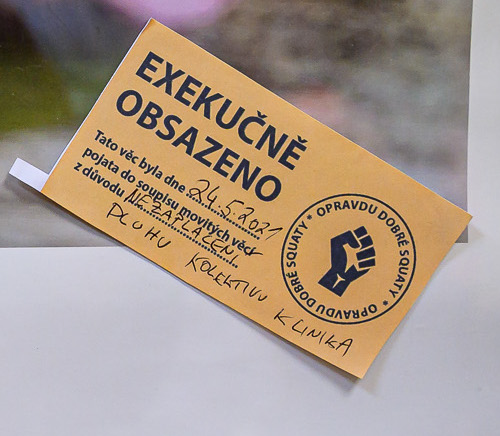 EXEKUČNĚ
OBSAZENO
Tato věc byla dne 24.5.2021
pojata do soupisu movitých věcí
z důvodu NEZAPLACENÍ
DLUHU KOLEKTIVU KLINIKA
* OPRAVDU DOBRÉ SQUATY * OPRAVDU DOBRÉ SQUATY